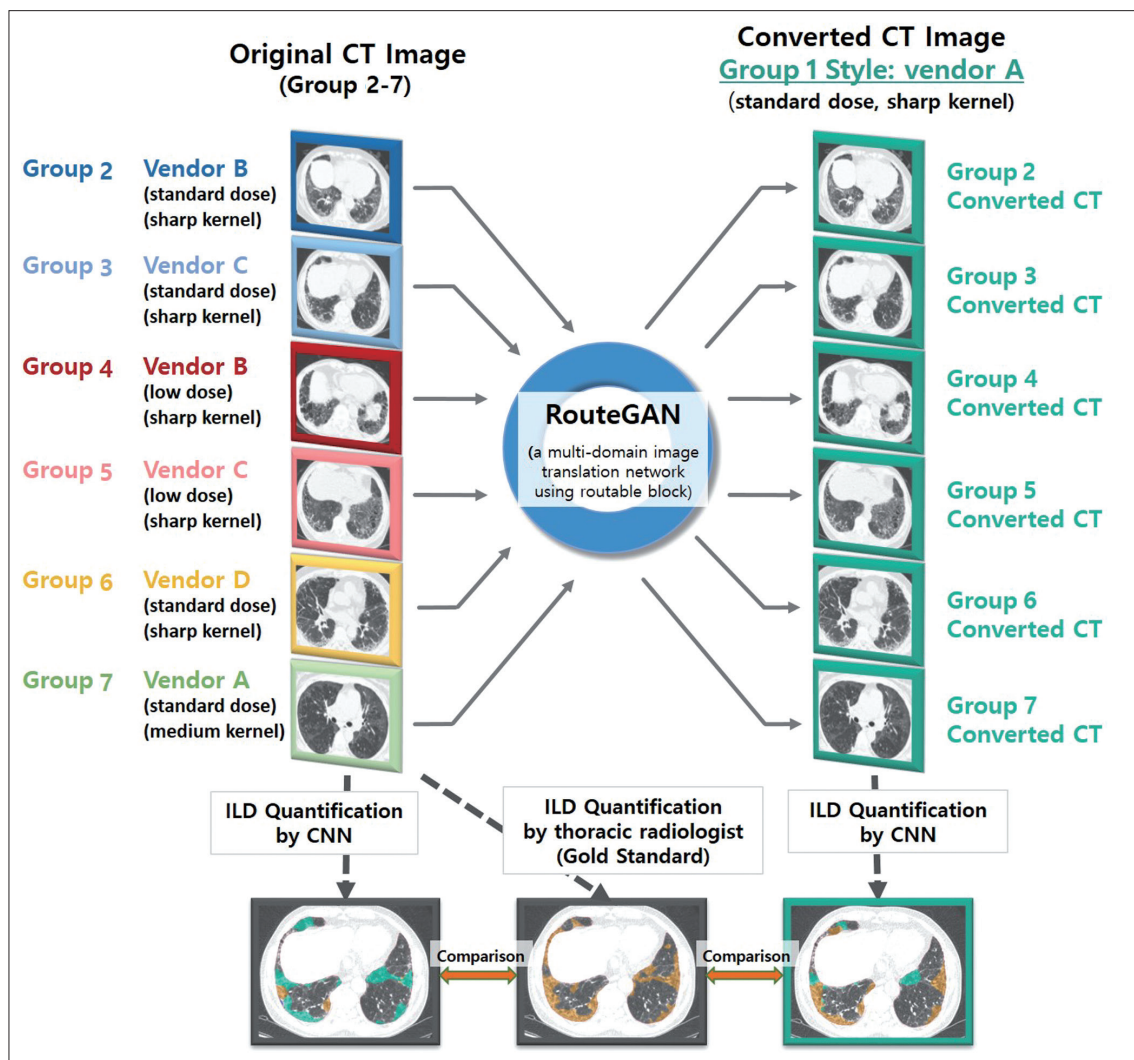 Original CT Image
(Group 2-7)
Converted CT Image
Group 1 Style: vendor A
(standard dose, sharp kernel)
Group 2
Vendor B
(standard dose)
(sharp kernel)
Group 3
Vendor C
(standard dose)
(sharp kernel)
Group 4
Vendor B
(low dose)
(sharp kernel)
Group 5
Vendor C
(low dose)
(sharp kernel)
Group 6
Vendor D
(standard dose)
(sharp kernel)
Group 7
Vendor A
(standard dose)
(medium kernel)
RouteGAN
(a multi-domain image
translation network
using routable block)
Group 2
Converted CT
Group 3
Converted CT
Group 4
Converted CT
Group 5
Converted CT
Group 6
Converted CT
Group 7
Converted CT
ILD Quantification
by CNN
ILD Quantification
by thoracic radiologist
(Gold Standard)
ILD Quantification
by CNN
Comparison
Comparison